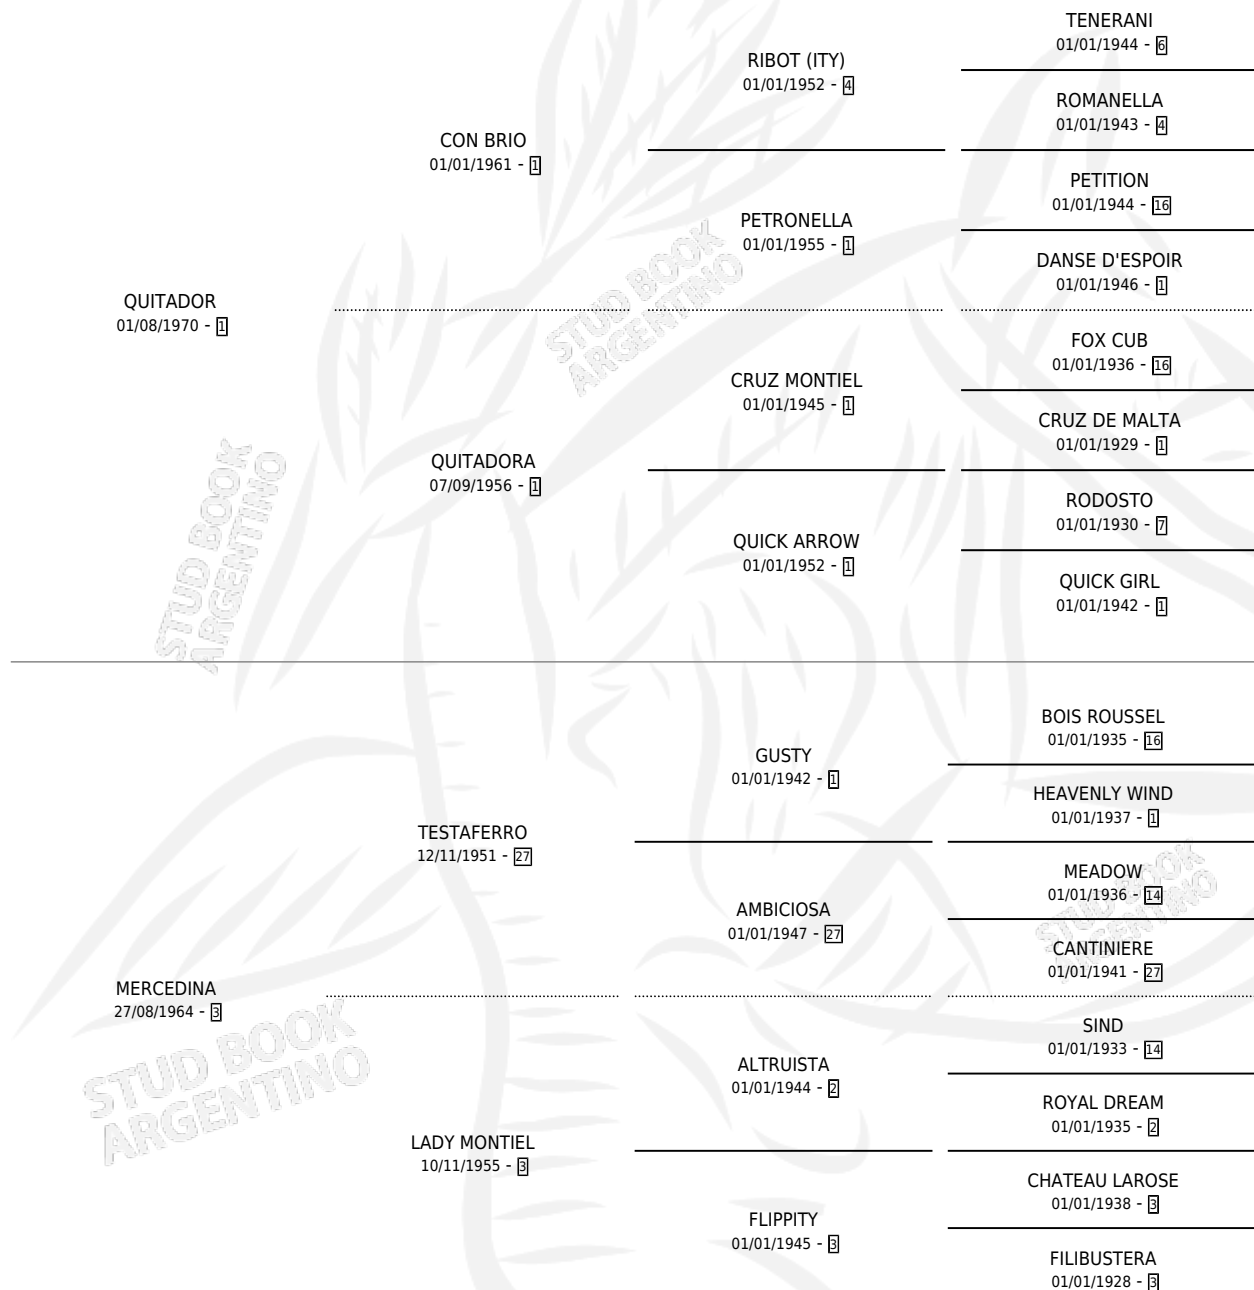 TENERANI
01/01/1944 - 6
RIBOT (ITY)
01/01/1952 - 4
ROMANELLA
01/01/1943 - 4
CON BRIO
01/01/1961 - 1
PETITION
01/01/1944 - 16
PETRONELLA
01/01/1955 - 1
DANSE D'ESPOIR
01/01/1946 - 1
QUITADOR
01/08/1970 - 1
STUD BOOK
ARGENTINO
FOX CUB
01/01/1936 - 16
CRUZ MONTIEL
01/01/1945 - 1
CRUZ DE MALTA
01/01/1929 - 1
QUITADORA
07/09/1956 - 1
RODOSTO
01/01/1930 - 7
QUICK ARROW
01/01/1952 - 1
QUICK GIRL
01/01/1942 - 1
STUD BOOK
ARGENTINO
BOIS ROUSSEL
01/01/1935 - 16
GUSTY
01/01/1942 - 1
HEAVENLY WIND
01/01/1937 - 1
TESTAFERRO
12/11/1951 - 27
MEADOW
01/01/1936 - 14
AMBICIOSA
01/01/1947 - 27
CANTINIERE
01/01/1941 - 27
STUD BOOK
ARGENTINO
MERCEDINA
27/08/1964 - 3
SIND
01/01/1933 - 14
ALTRUISTA
01/01/1944 - 2
ROYAL DREAM
01/01/1935 - 2
STUD BOOK
ARGENTINO
LADY MONTIEL
10/11/1955 - 3
CHATEAU LAROSE
01/01/1938 - 3
FLIPPITY
01/01/1945 - 3
FILIBUSTERA
01/01/1928 - 3